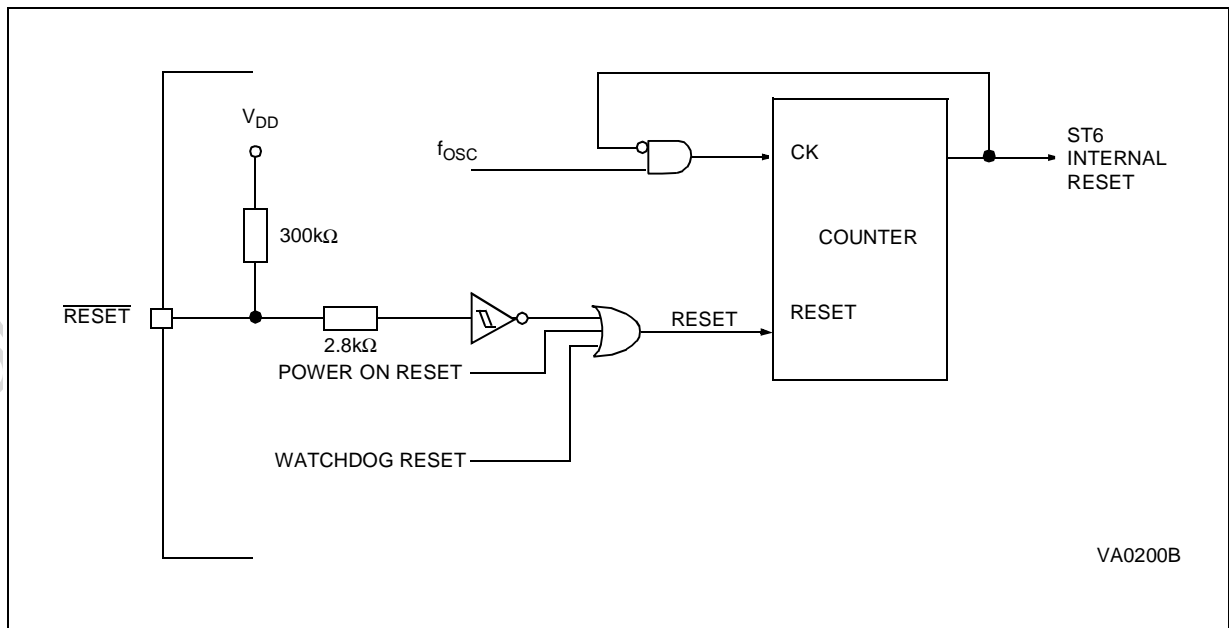 V_DD
f_OSC
CK
ST6
INTERNAL
RESET
300kΩ
COUNTER
RESET
2.8kΩ
RESET
RESET
POWER ON RESET
WATCHDOG RESET
VA0200B